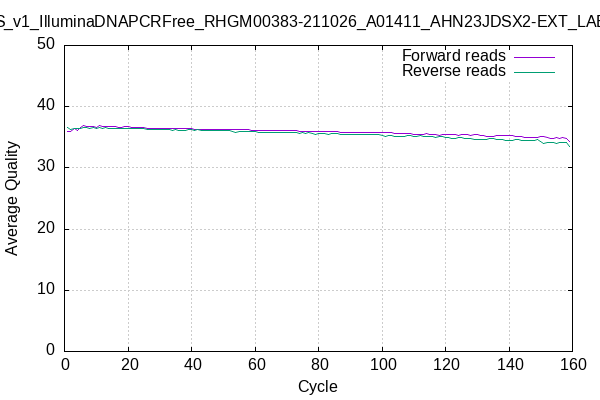 S_v1_IlluminaDNAPCRFree_RHGM00383-211026_A01411_AHN23JDSX2-EXT_LAB
Forward reads
Reverse reads
50
40
30
20
10
0
Average Quality
0 20 40 60 80 100 120 140 160
Cycle